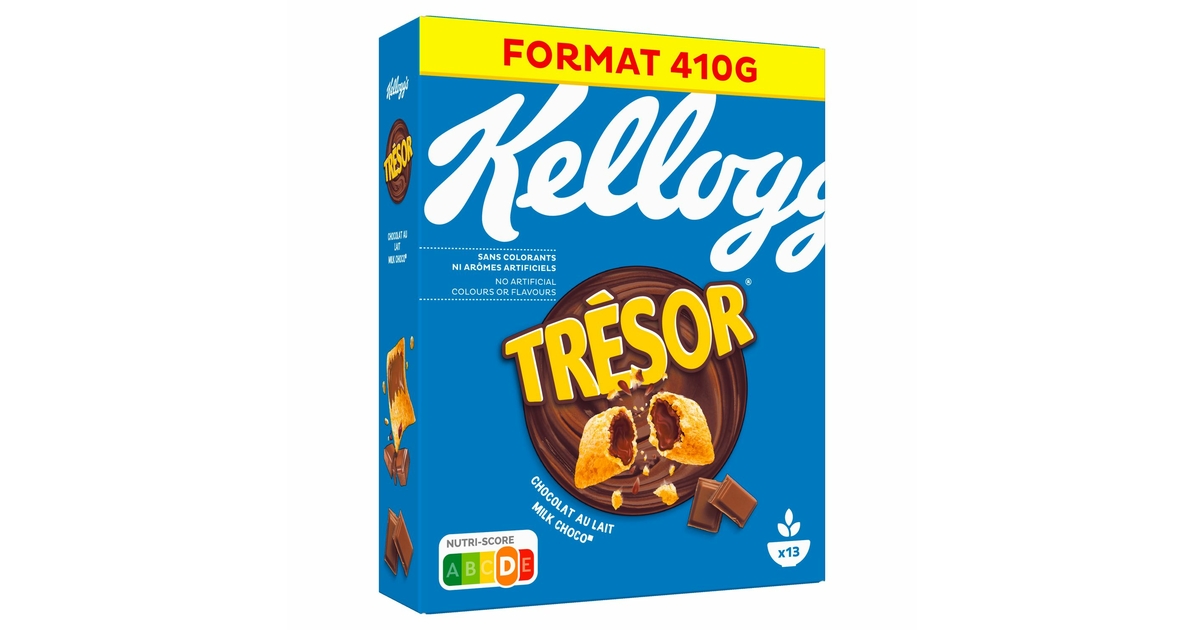 FORMAT 410G
Kellogg
SANS COLORANTS
NI ARÔMES ARTIFICIELS
NO ARTIFICIAL
COLOURS OR FLAVOURS
TRÉSOR®
CHOCOLAT AU LAIT
MILK CHOCO
NUTRI-SCORE
A B C D E
x13
Kellogg's
TRÉSOR
CHOCOLAT AU
LAIT
MILK CHOCO